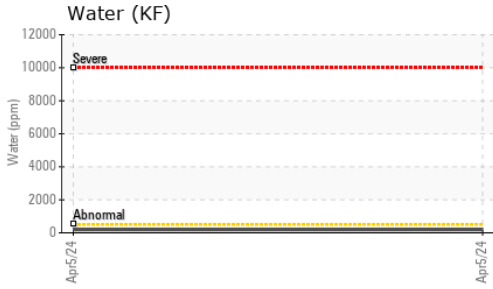 Water (KF)
12000
Severe
10000
8000
Water (ppm)
6000
4000
2000
Abnormal
0
Apr5/24
Apr5/24